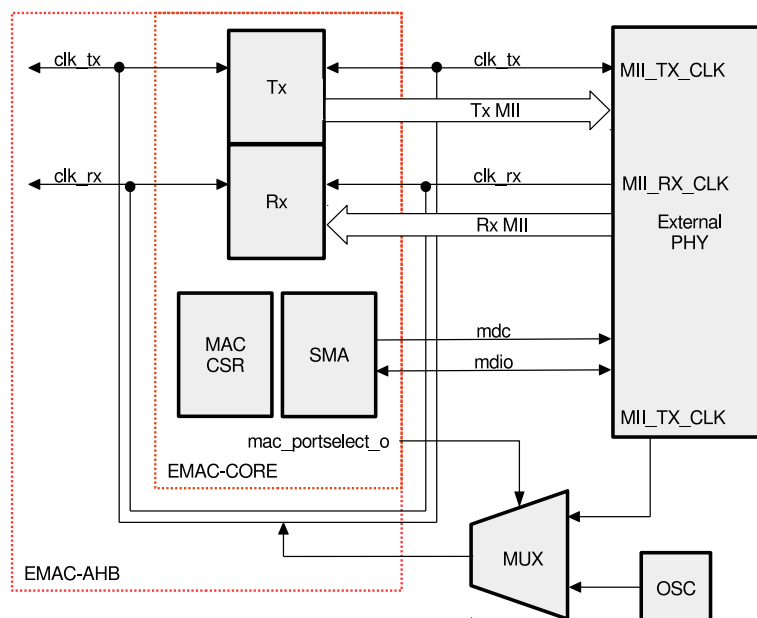 clk_tx
Tx
clk_tx
MII_TX_CLK
Tx MII
clk_rx
Rx
clk_rx
MII_RX_CLK
Rx MII
External
PHY
MAC
CSR
SMA
mdc
mdio
MII_TX_CLK
mac_portselect_o
EMAC-CORE
MUX
EMAC-AHB
OSC